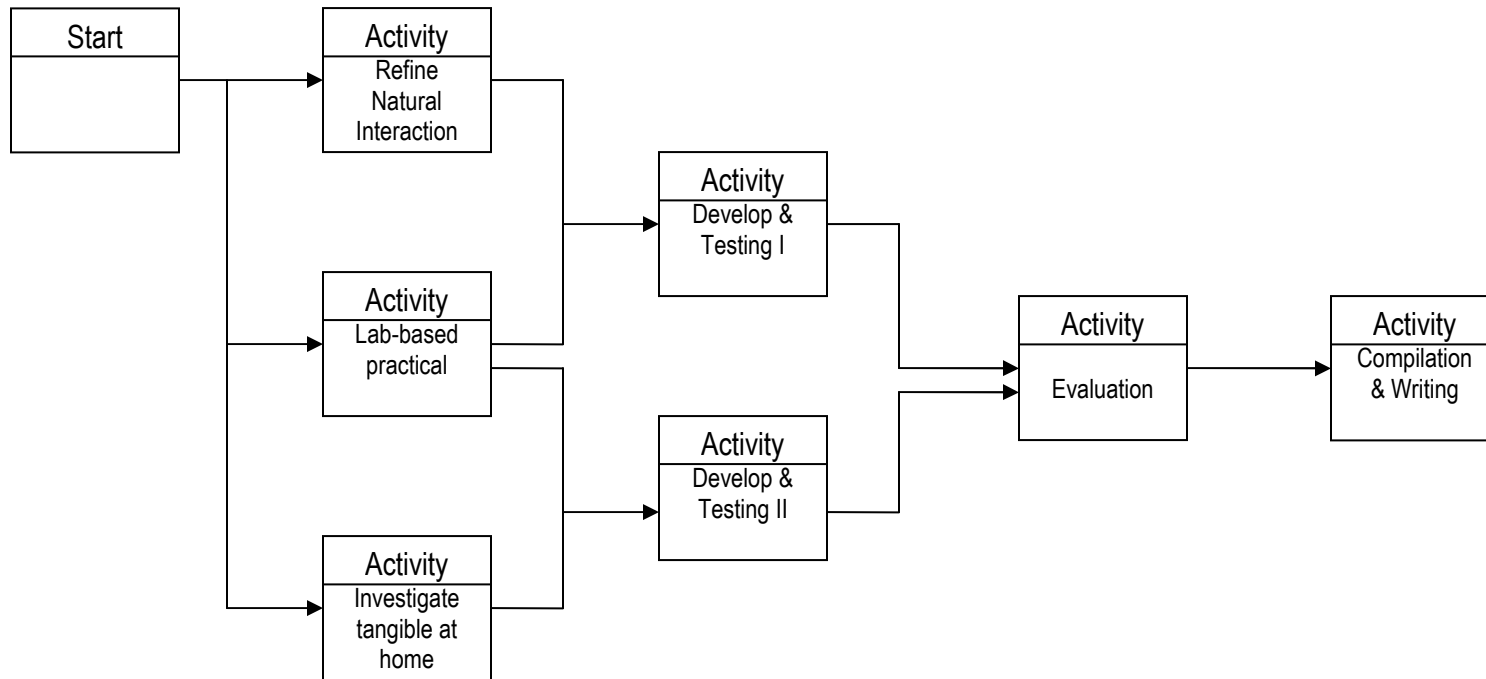 Start
Activity
Refine
Natural
Interaction
Activity
Lab-based
practical
Activity
Investigate
tangible at
home
Activity
Develop &
Testing I
Activity
Develop &
Testing II
Activity
Evaluation
Activity
Compilation
& Writing